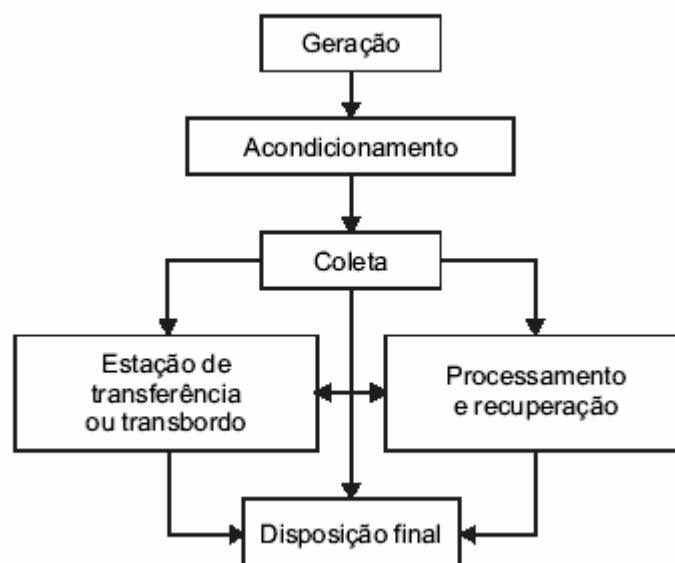 Geração
Acondicionamento
Coleta
Estação de
transferência
ou transbordo
Processamento
e recuperação
Disposição final